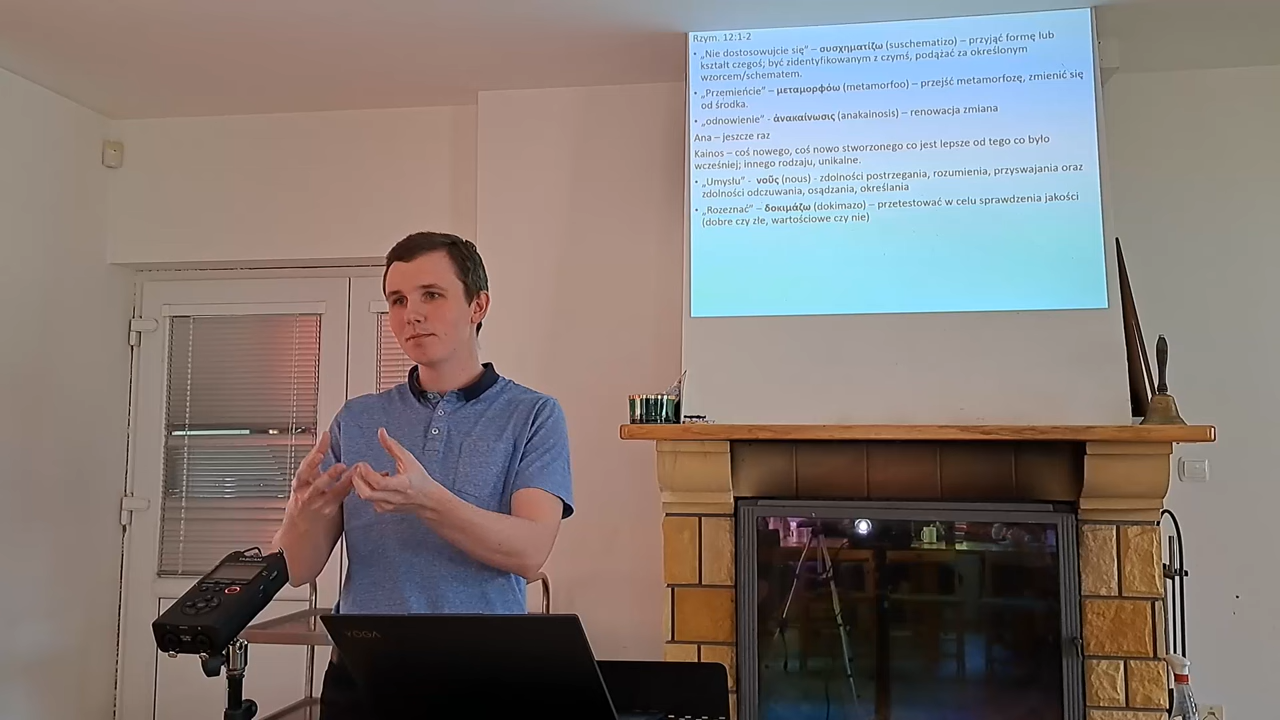 Rzym. 12:1-2
• „Nie dostosowujcie się” – συσχηματίζω (suschematizo) – przyjąć formę lub
kształt czegoś; być zidentyfikowanym z czymś, podążać za określonym
wzorcem/schematem.
• „Przemieńcie” – μεταμορφόω (metamorfoo) – przejść metamorfozę, zmienić się
od środka.
• „odnowienie” - ἀνακαίνωσις (anakainosis) – renowacja zmiana
Ana – jeszcze raz
Kainos – coś nowego, coś nowo stworzonego co jest lepsze od tego co było
wcześniej; innego rodzaju, unikalne.
• „Umysłu” - νοῦς (nous) - zdolności postrzegania, rozumienia, przyswajania oraz
zdolności odczuwania, osądzania, określania
• „Rozeznać” – δοκιμάζω (dokimazo) – przetestować w celu sprawdzenia jakości
(dobre czy złe, wartościowe czy nie)
TASCAM
YOGA